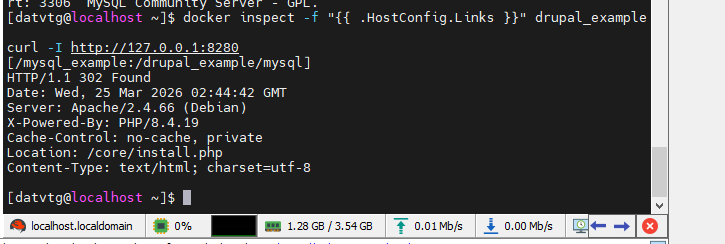 rt: 3306  MySQL Community Server - GPL.
[datvtg@localhost ~]$ docker inspect -f "{{ .HostConfig.Links }}" drupal_example
curl -I http://127.0.0.1:8280
[/mysql_example:/drupal_example/mysql]
HTTP/1.1 302 Found
Date: Wed, 25 Mar 2026 02:44:42 GMT
Server: Apache/2.4.66 (Debian)
X-Powered-By: PHP/8.4.19
Cache-Control: no-cache, private
Location: /core/install.php
Content-Type: text/html; charset=utf-8
[datvtg@localhost ~]$
localhost.localdomain 0% 1.28 GB / 3.54 GB 0.01 Mb/s 0.00 Mb/s